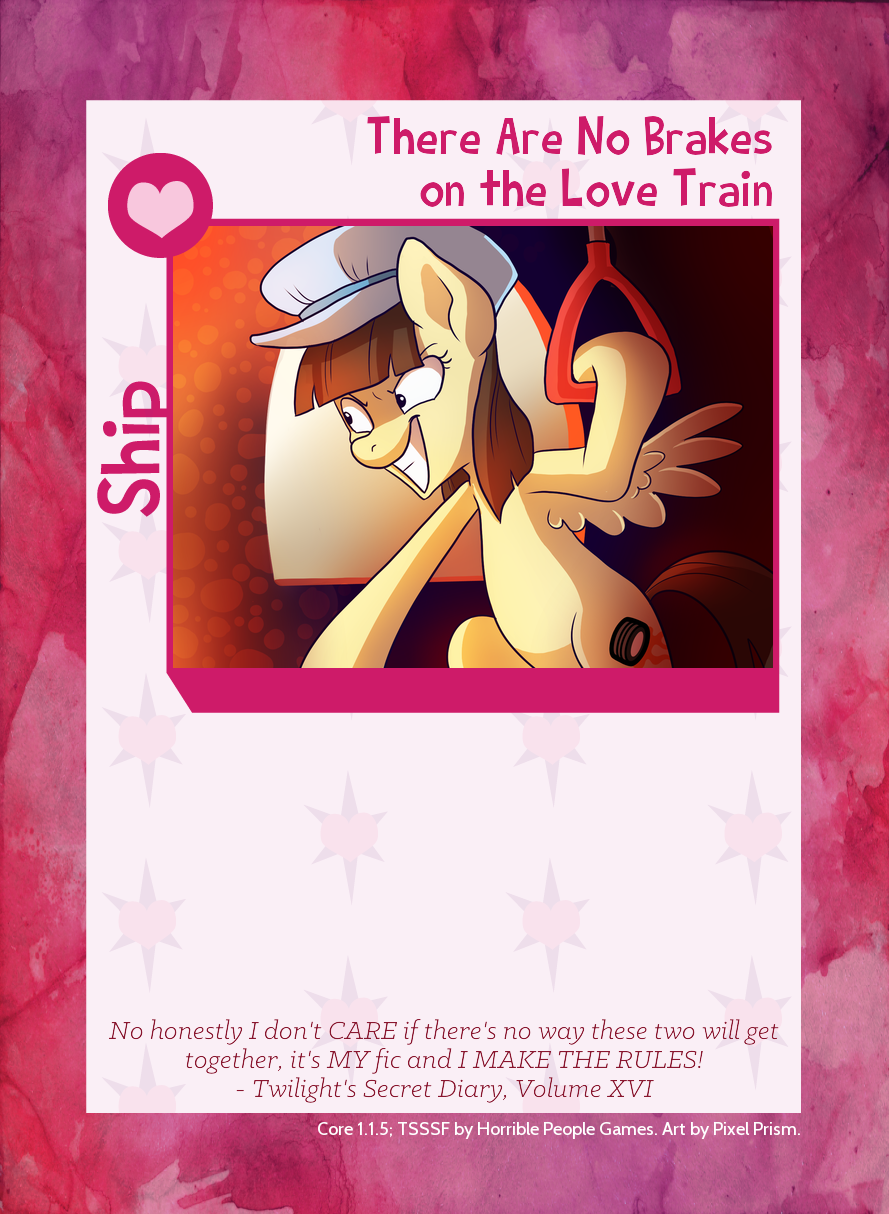 There Are No Brakes
on the Love Train
Ship
No honestly I don't CARE if there's no way these two will get
together, it's MY fic and I MAKE THE RULES!
- Twilight's Secret Diary, Volume XVI
Core 1.1.5; TSSSF by Horrible People Games. Art by Pixel Prism.